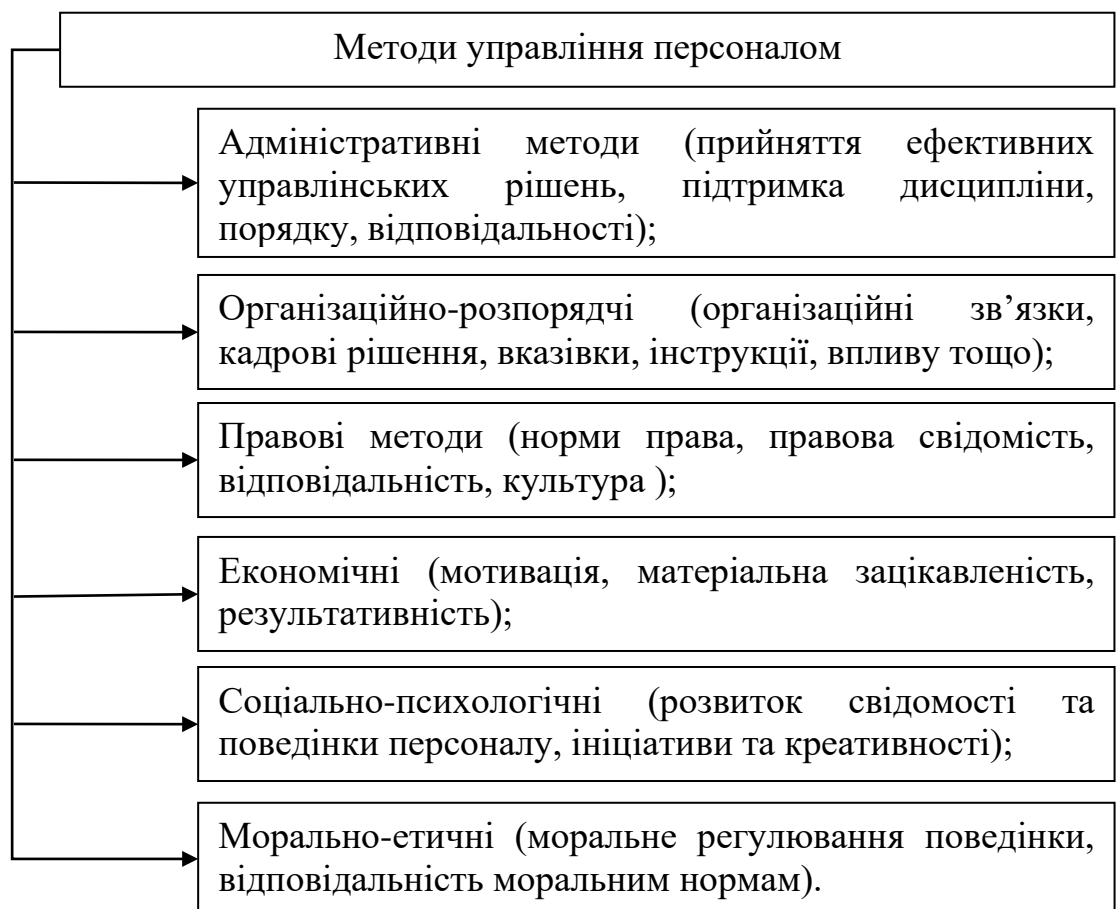 Методи управління персоналом
Адміністративні методи (прийняття ефективних
управлінських рішень, підтримка дисципліни,
порядку, відповідальності);
Організаційно-розпорядчі (організаційні зв’язки,
кадрові рішення, вказівки, інструкції, впливу тощо);
Правові методи (норми права, правова свідомість,
відповідальність, культура );
Економічні (мотивація, матеріальна зацікавленість,
результативність);
Соціально-психологічні (розвиток свідомості та
поведінки персоналу, ініціативи та креативності);
Морально-етичні (моральне регулювання поведінки,
відповідальність моральним нормам).